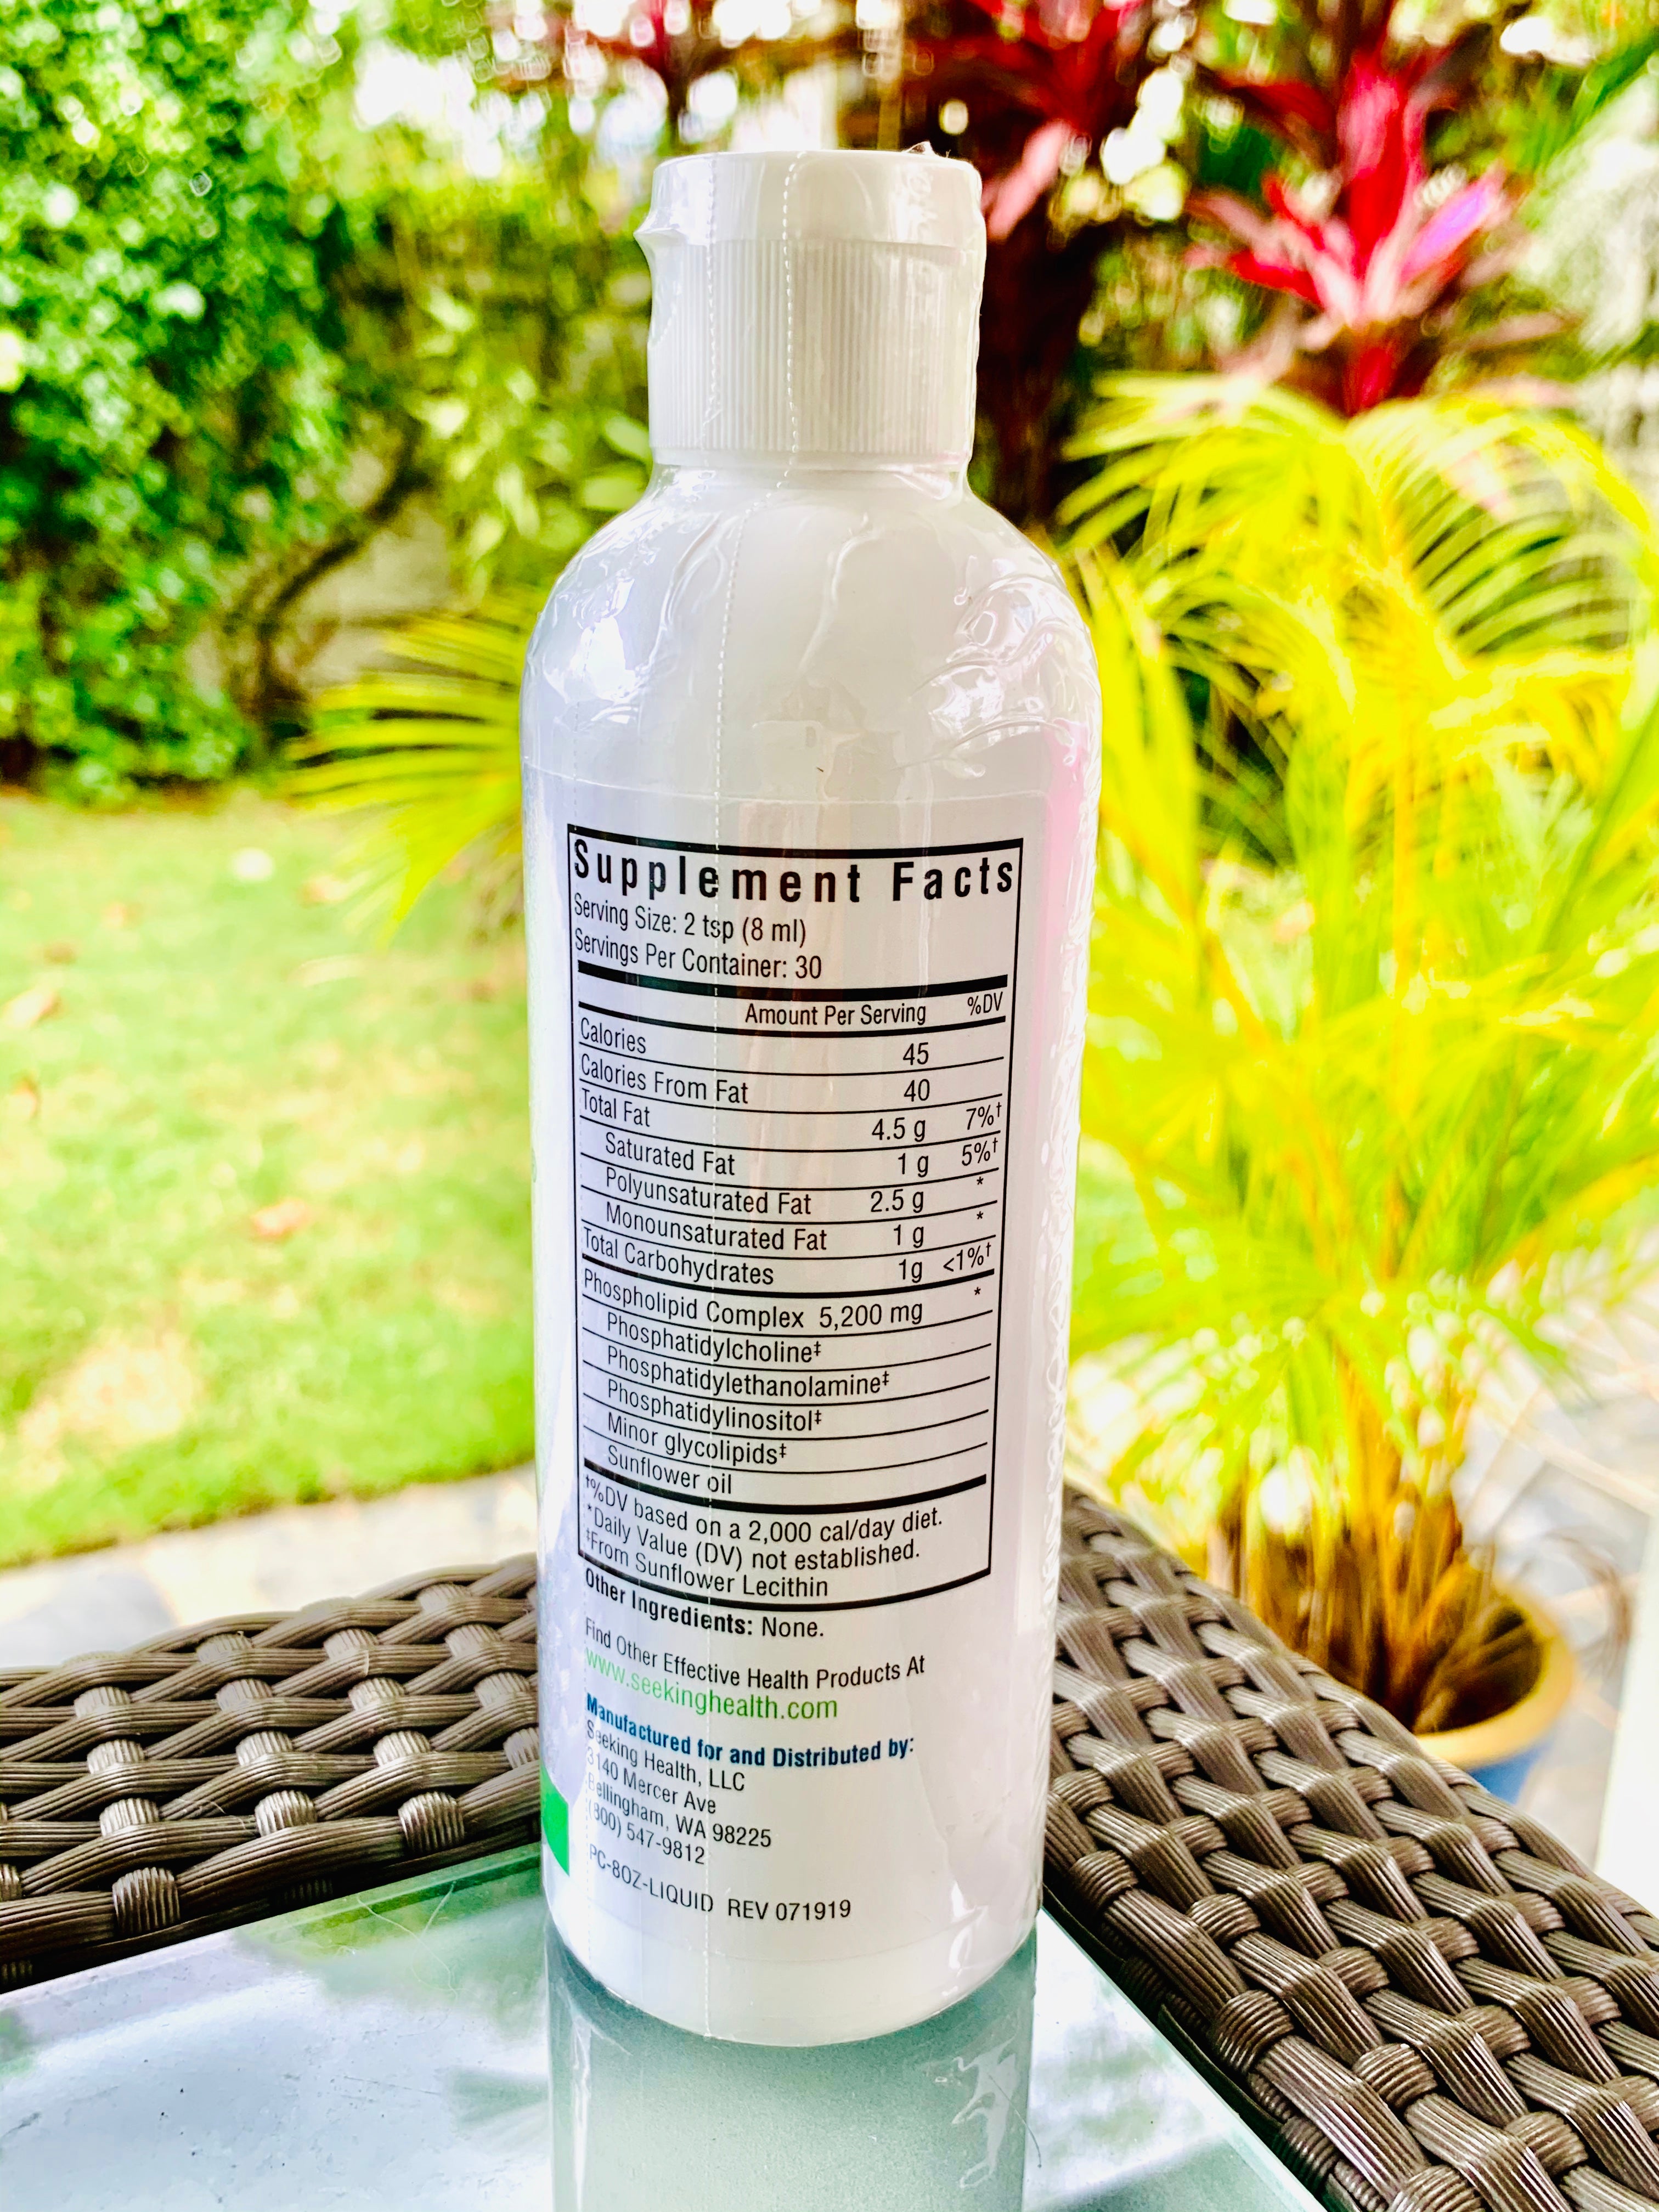 Supplement Facts
Serving Size: 2 tsp (8 ml)
Servings Per Container: 30
Amount Per Serving %DV
Calories 45
Calories From Fat 40
Total Fat 4.5 g 7%†
Saturated Fat 1 g 5%†
Polyunsaturated Fat 2.5 g *
Monounsaturated Fat 1 g *
Total Carbohydrates 1g <1%†
Phospholipid Complex 5,200 mg *
Phosphatidylcholine‡
Phosphatidylethanolamine‡
Phosphatidylinositol‡
Minor glycolipids‡
Sunflower oil
†%DV based on a 2,000 cal/day diet.
*Daily Value (DV) not established.
‡From Sunflower Lecithin
Other Ingredients: None.
Find Other Effective Health Products At
www.seekinghealth.com
Manufactured for and Distributed by:
Seeking Health, LLC
3140 Mercer Ave
Bellingham, WA 98225
(800) 547-9812
PC-8OZ-LIQUID REV 071919